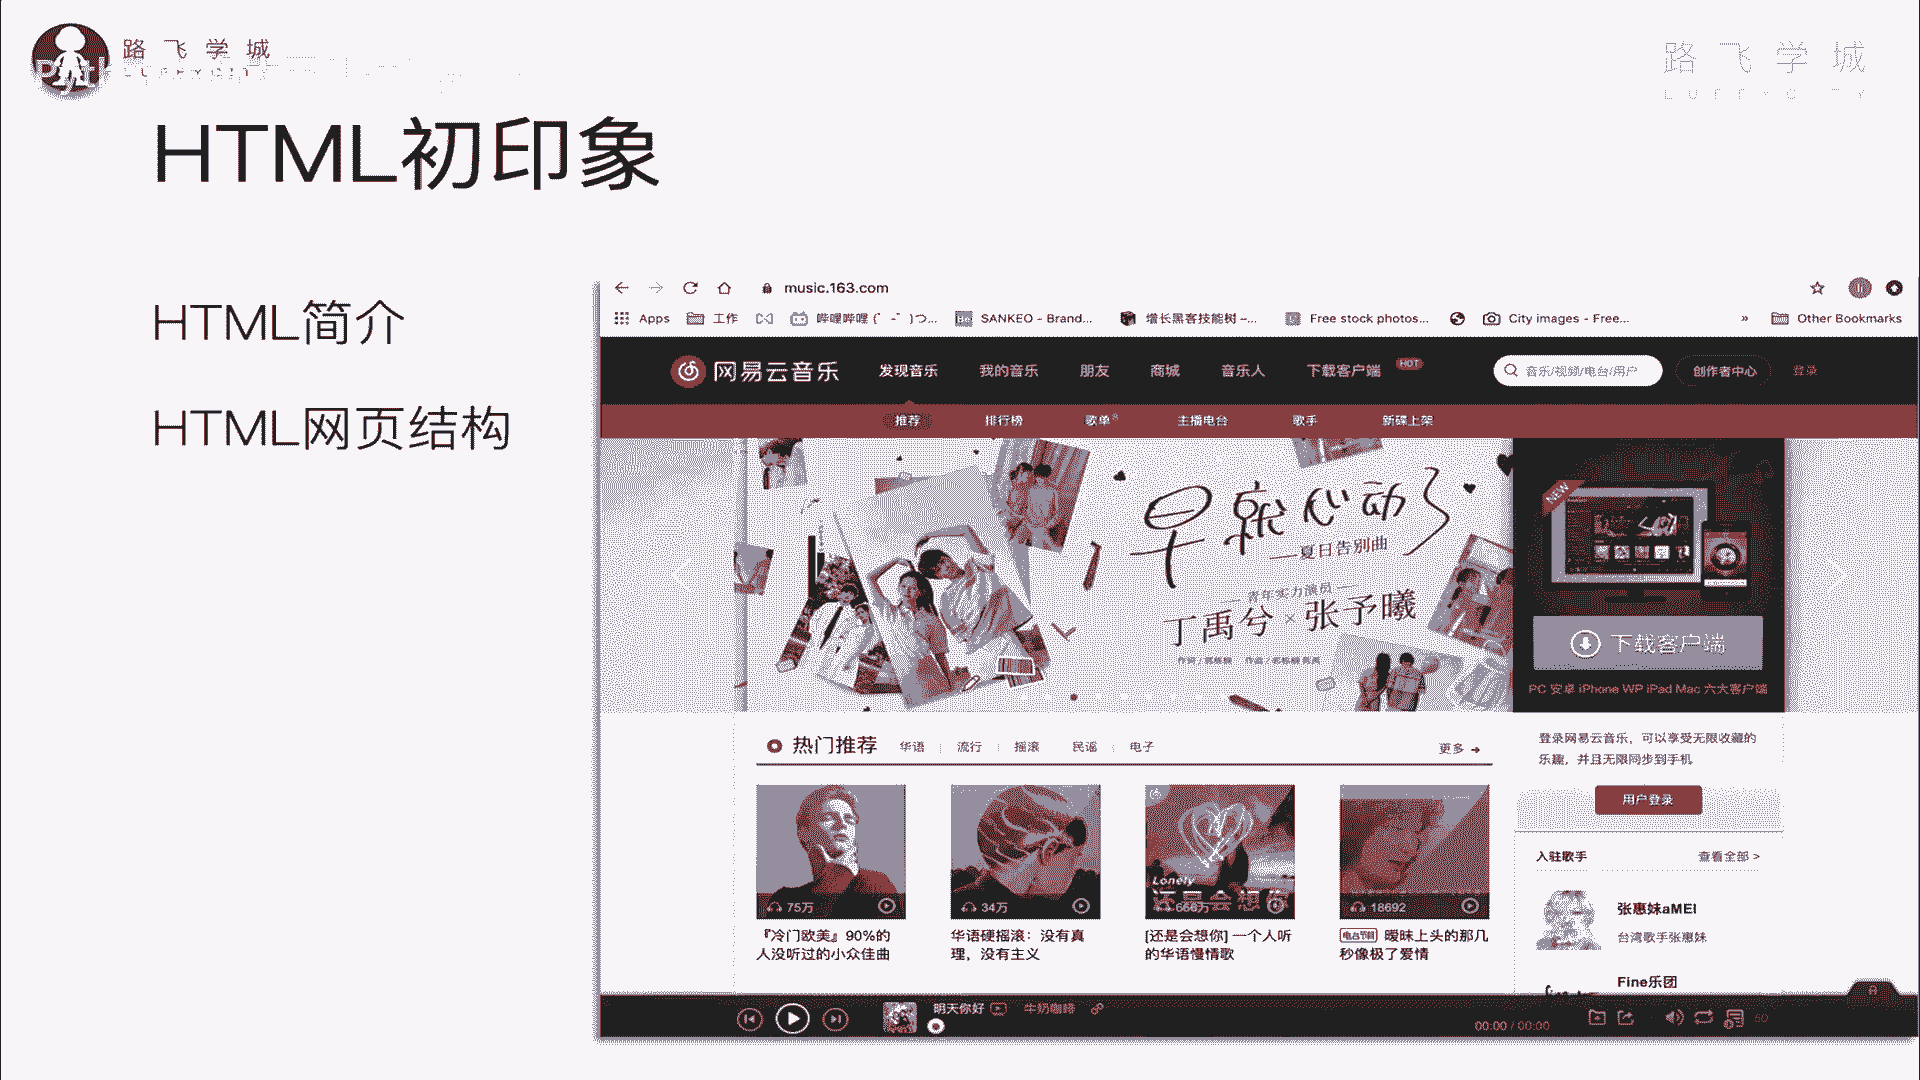 路飞学城
路飞学城
LUFFYCITY
HTML初印象
HTML简介
HTML网页结构
music.163.com
Apps 工作 哔哩哔哩 SANKEO - Brand... 增长黑客技能树 -... Free stock photos... City images - Free... » Other Bookmarks
网易云音乐 发现音乐 我的音乐 朋友 商城 音乐人 下载客户端 HOT 音乐/视频/电台/用户 创作者中心 登录
推荐 排行榜 歌单 主播电台 歌手 新碟上架
早就心动了
——夏日告别曲
—— 青年实力演员 ——
丁禹兮 × 张予曦
NEW
下载客户端
PC 安卓 iPhone WP iPad Mac 六大客户端
热门推荐 华语 | 流行 | 摇滚 | 民谣 | 电子 更多
登录网易云音乐，可以享受无限收藏的
乐趣，并且无限同步到手机
用户登录
入驻歌手 查看全部 >
Lonely
还是会想你
75万 34万 666万 18692
『冷门欧美』90%的
人没听过的小众佳曲
华语硬摇滚：没有真
理，没有主义
[还是会想你] 一个人听
的华语慢情歌
电台节目 暧昧上头的那几
秒像极了爱情
张惠妹aMEI
台湾歌手张惠妹
Fine乐团
明天你好 牛奶咖啡
00:00 / 00:00
50